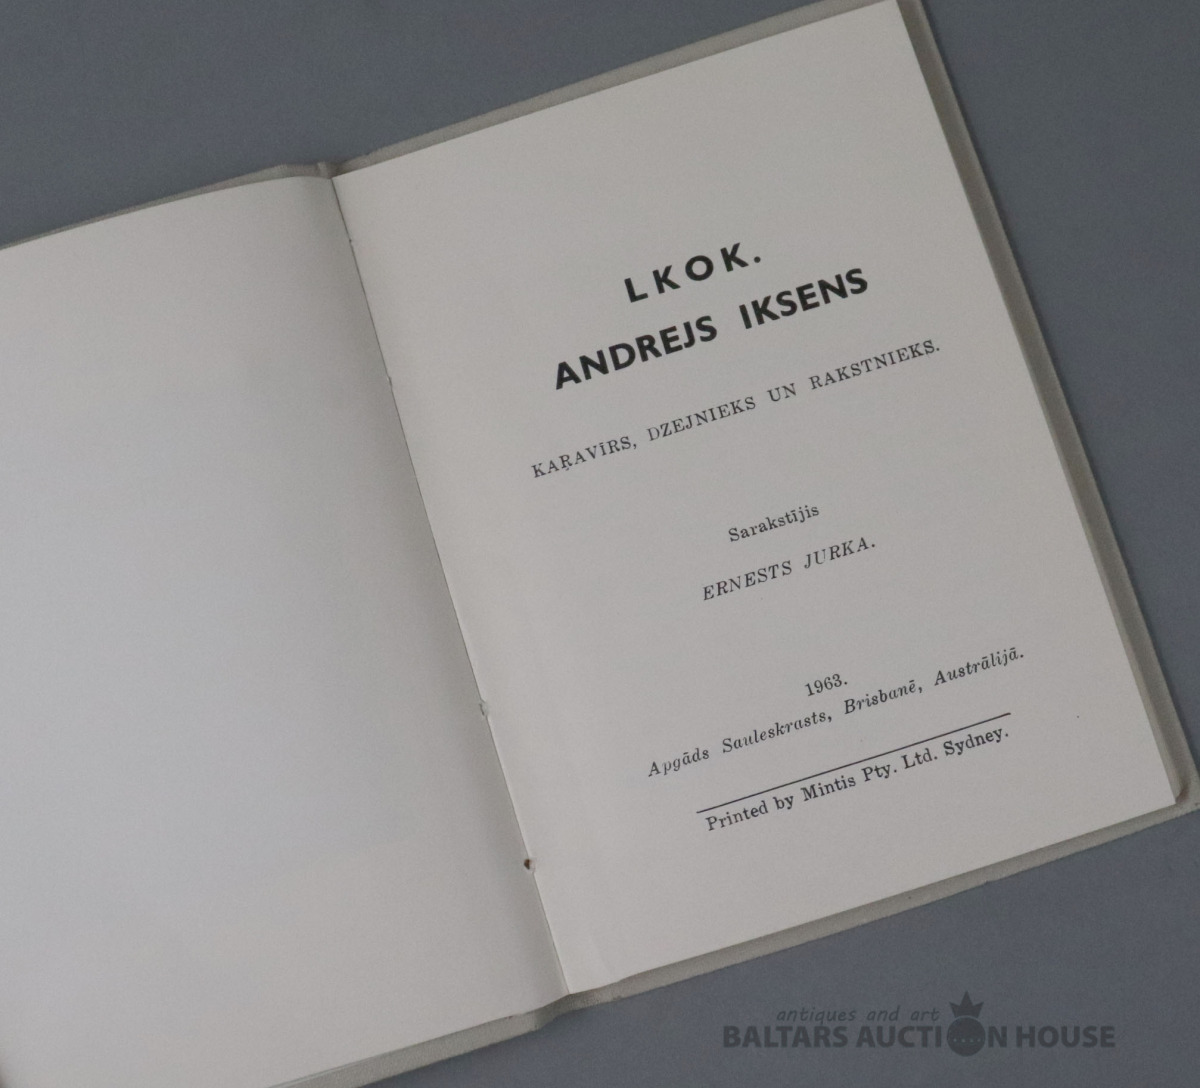 LKOK.
ANDREJS IKSENS
KAŖAVĪRS, DZEJNIEKS UN RAKSTNIEKS.
Sarakstījis
ERNESTS JURKA.
1963.
Apgāds Sauleskrasts, Brisbanē, Austrālijā.
Printed by Mintis Pty. Ltd. Sydney.
antiques and art
BALTARS AUCTION HOUSE